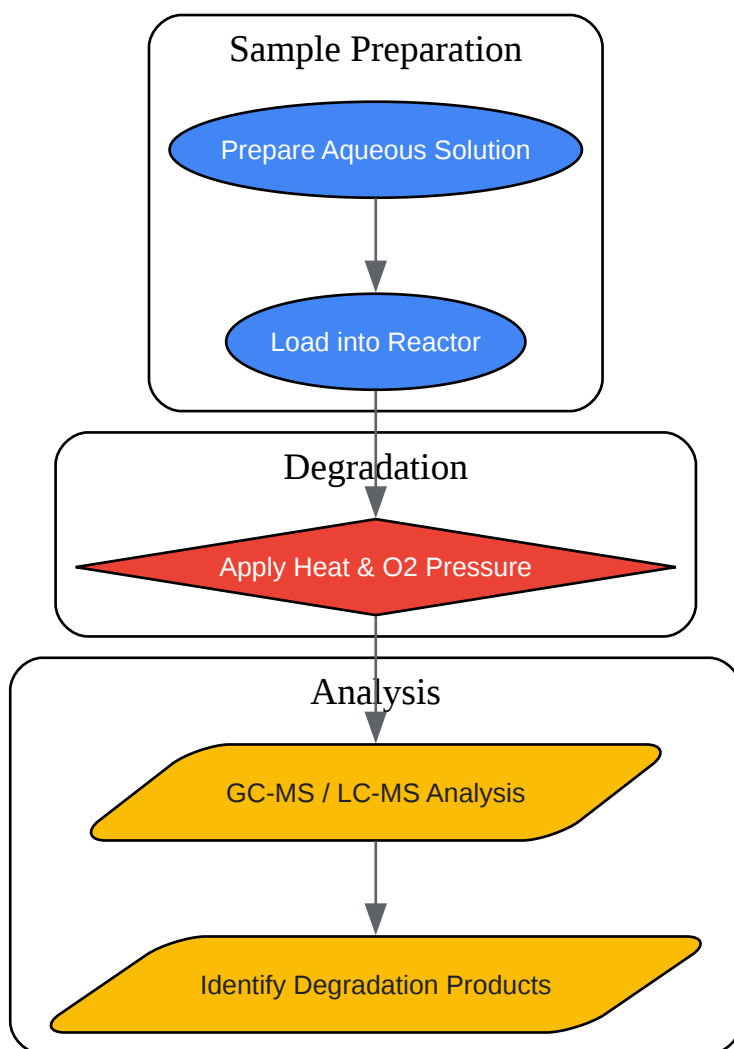 Sample Preparation
Prepare Aqueous Solution
Load into Reactor
Degradation
Apply Heat & O2 Pressure
Analysis
GC-MS / LC-MS Analysis
Identify Degradation Products